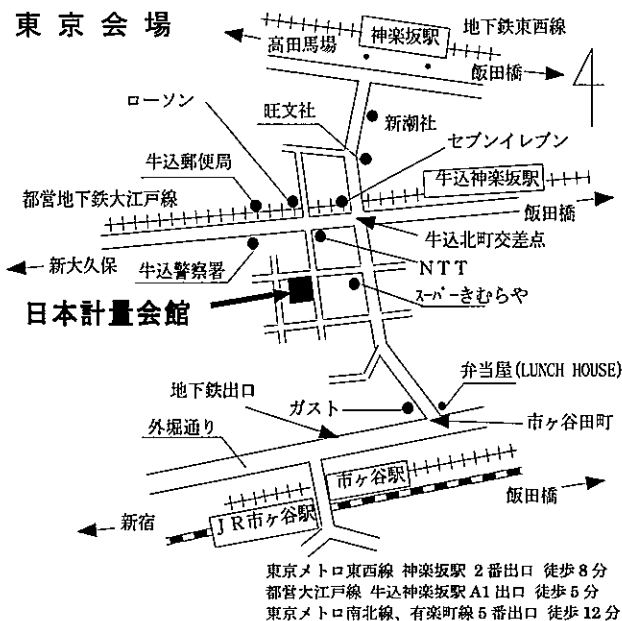 東京会場
神楽坂駅
地下鉄東西線
高田馬場
飯田橋
ローソン
旺文社
新潮社
セブンイレブン
牛込郵便局
牛込神楽坂駅
都営地下鉄大江戸線
飯田橋
牛込北町交差点
新大久保
牛込警察署
NTT
スーパーきむらや
日本計量会館
弁当屋(LUNCH HOUSE)
地下鉄出口
ガスト
外堀通り
市ヶ谷田町
市ヶ谷駅
飯田橋
新宿
JR市ヶ谷駅
東京メトロ東西線 神楽坂駅 2番出口 徒歩8分
都営大江戸線 牛込神楽坂駅A1出口 徒歩5分
東京メトロ南北線、有楽町線5番出口 徒歩12分